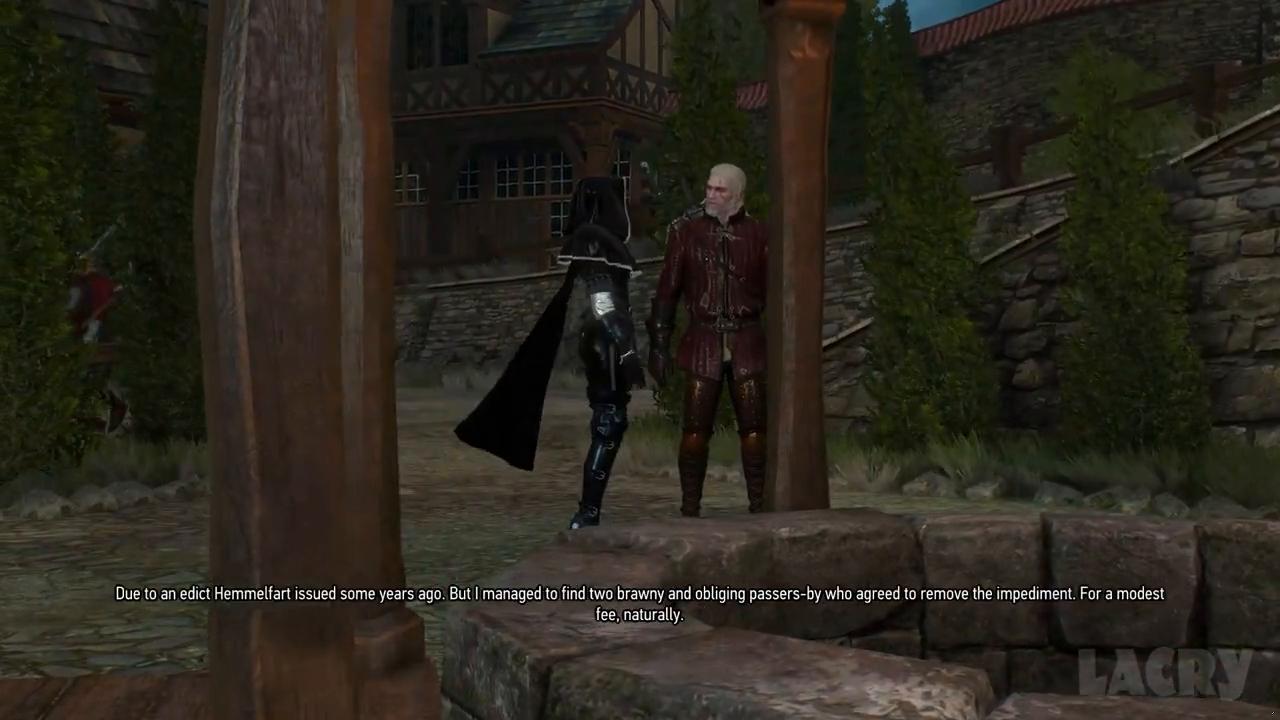 Due to an edict Hemmelfart issued some years ago. But I managed to find two brawny and obliging passers-by who agreed to remove the impediment. For a modest
fee, naturally.
LACRY